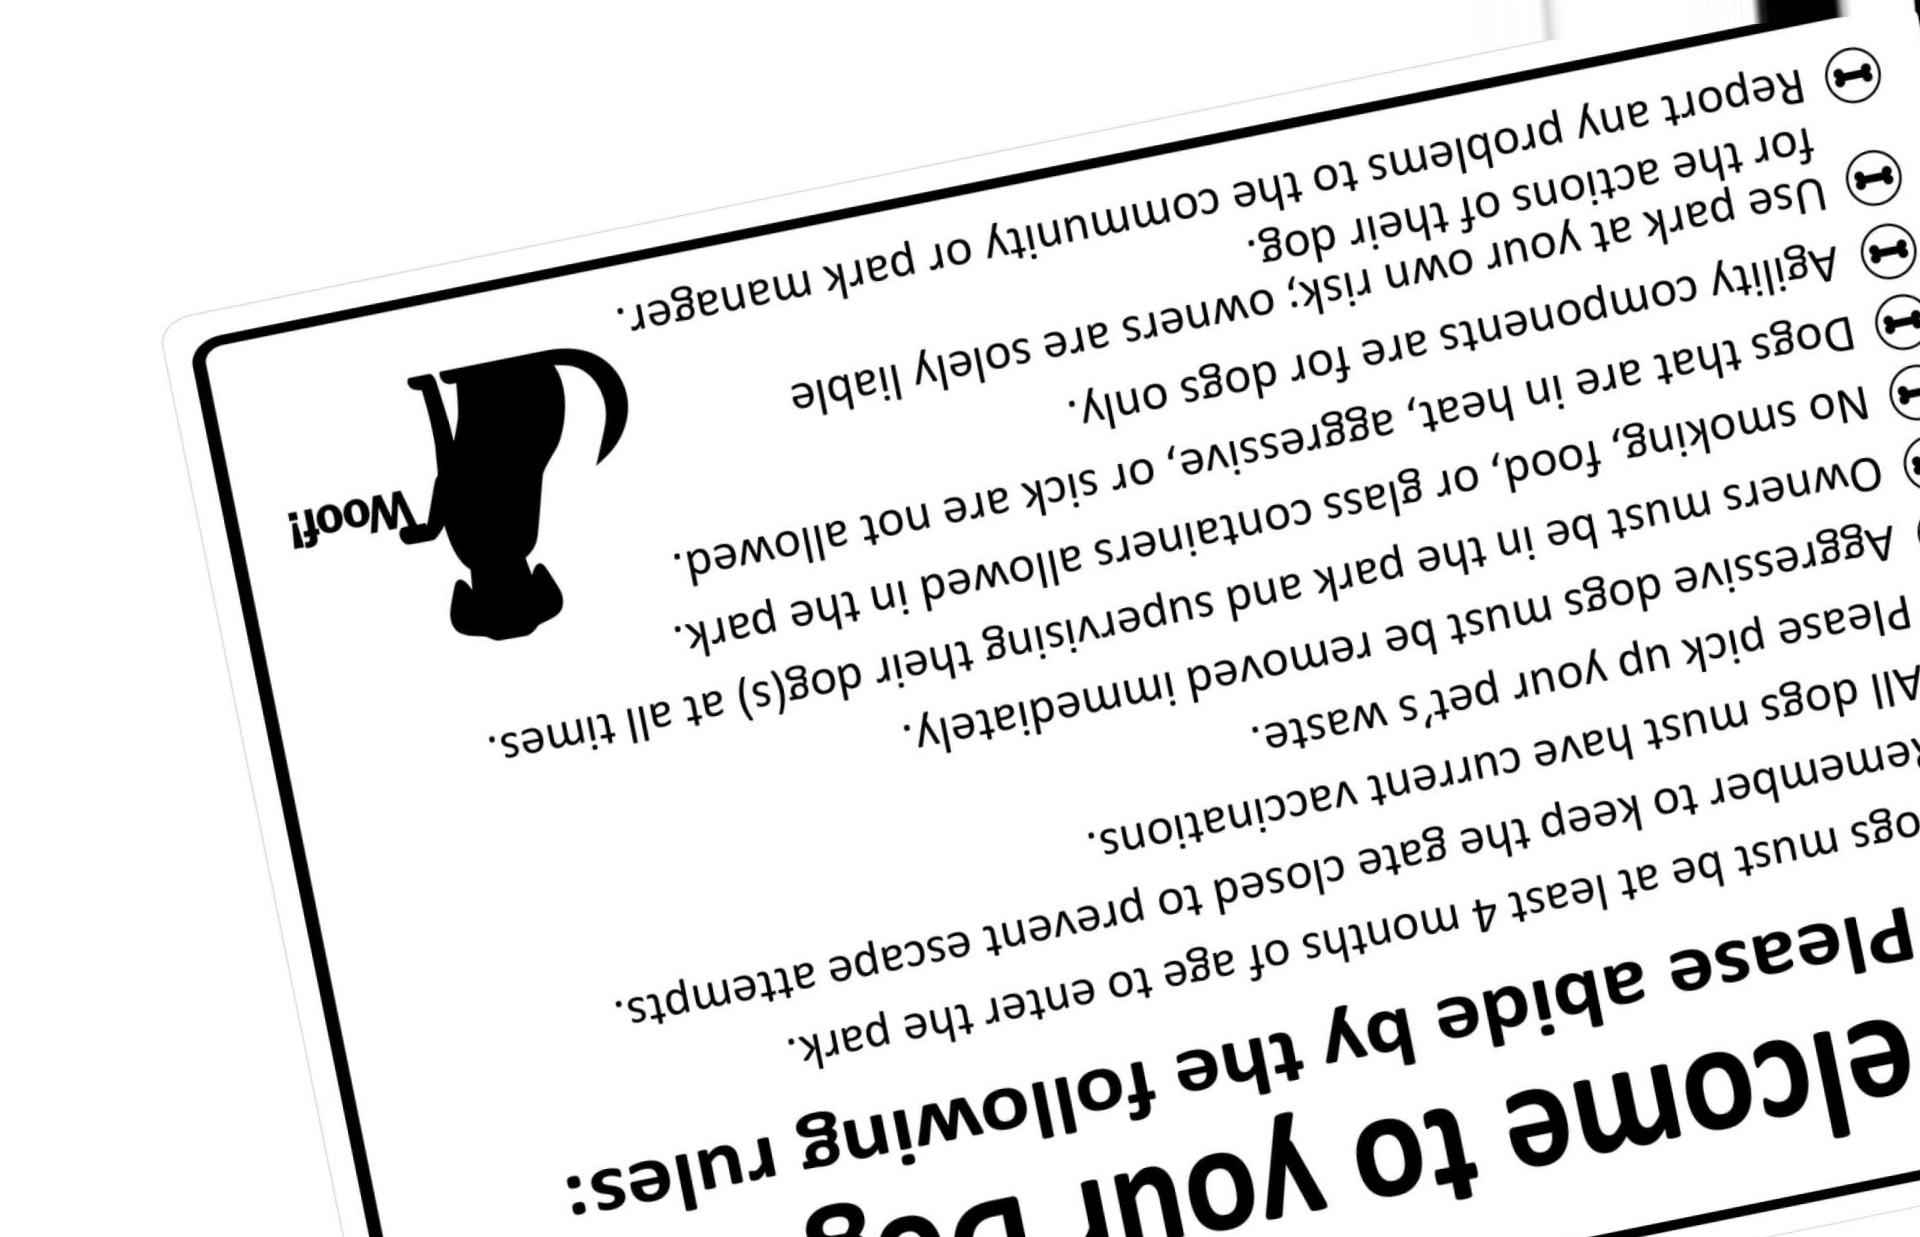 elcome to your Dog
Please abide by the following rules:
ogs must be at least 4 months of age to enter the park.
Remember to keep the gate closed to prevent escape attempts.
All dogs must have current vaccinations.
Please pick up your pet's waste.
Aggressive dogs must be removed immediately.
Owners must be in the park and supervising their dog(s) at all times.
No smoking, food, or glass containers allowed in the park.
Dogs that are in heat, aggressive, or sick are not allowed.
Agility components are for dogs only.
Use park at your own risk; owners are solely liable
for the actions of their dog.
Report any problems to the community or park manager.
Woof!